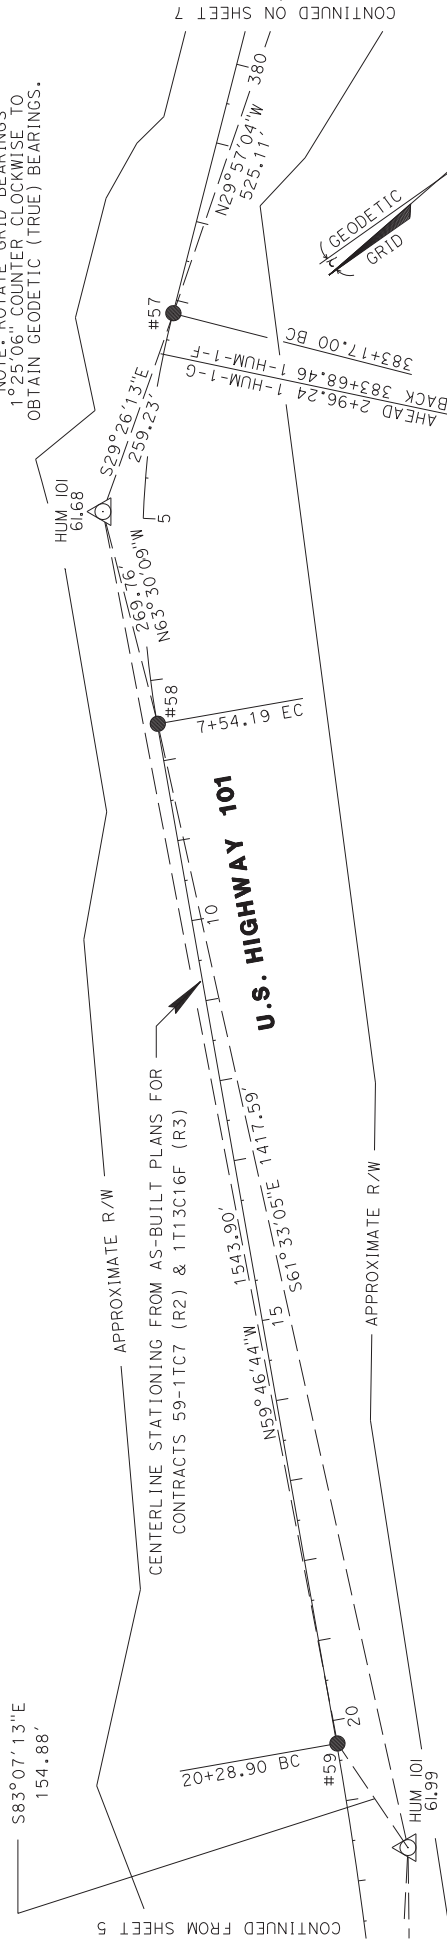 CONTINUED ON SHEET 7
NOTE: ROTATE GRID BEARINGS
1°25'06" COUNTER CLOCKWISE TO
OBTAIN GEODETIC (TRUE) BEARINGS.
GEODETIC
GRID
380
N29°57'04"W
525.11'
#57
383+17.00 BC
BACK 383+68.46 1-HUM-1-F
AHEAD 2+96.24 1-HUM-1-G
S29°26'13"E
259.23'
HUM 101
61.68
5
269.76'
N63°30'09"W
#58
7+54.19 EC
10
U.S. HIGHWAY 101
CENTERLINE STATIONING FROM AS-BUILT PLANS FOR
CONTRACTS 59-1TC7 (R2) & 1T13C16F (R3)
APPROXIMATE R/W
N59°46'44"W
1543.90'
S61°33'05"E 1417.59'
15
APPROXIMATE R/W
20
20+28.90 BC
#59
HUM 101
61.99
S83°07'13"E
154.88'
CONTINUED FROM SHEET 5